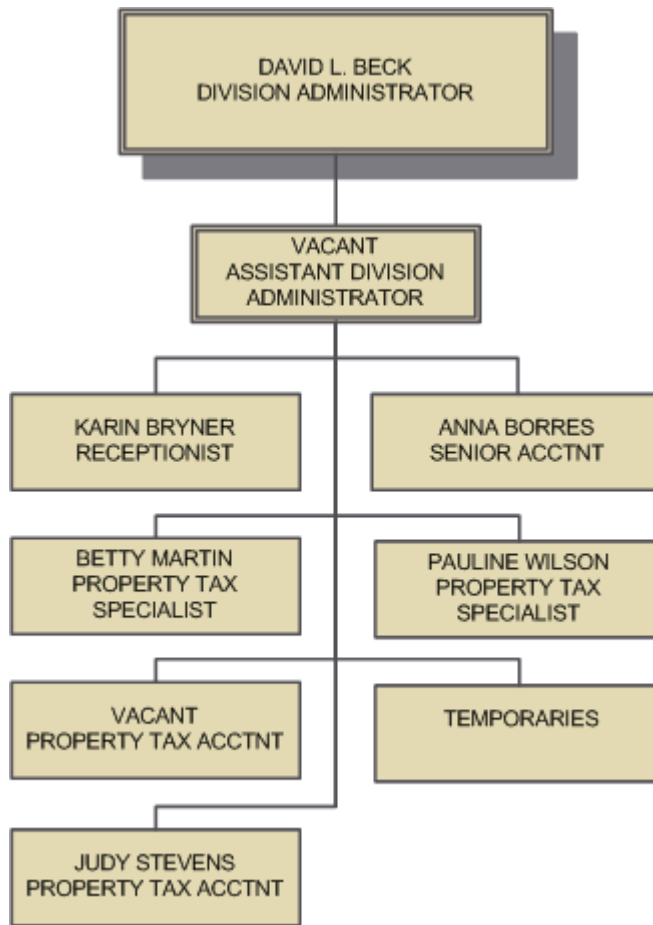 DAVID L. BECK
DIVISION ADMINISTRATOR
VACANT
ASSISTANT DIVISION
ADMINISTRATOR
KARIN BRYNER
RECEPTIONIST
ANNA BORRES
SENIOR ACCTNT
BETTY MARTIN
PROPERTY TAX
SPECIALIST
PAULINE WILSON
PROPERTY TAX
SPECIALIST
VACANT
PROPERTY TAX ACCTNT
TEMPORARIES
JUDY STEVENS
PROPERTY TAX ACCTNT